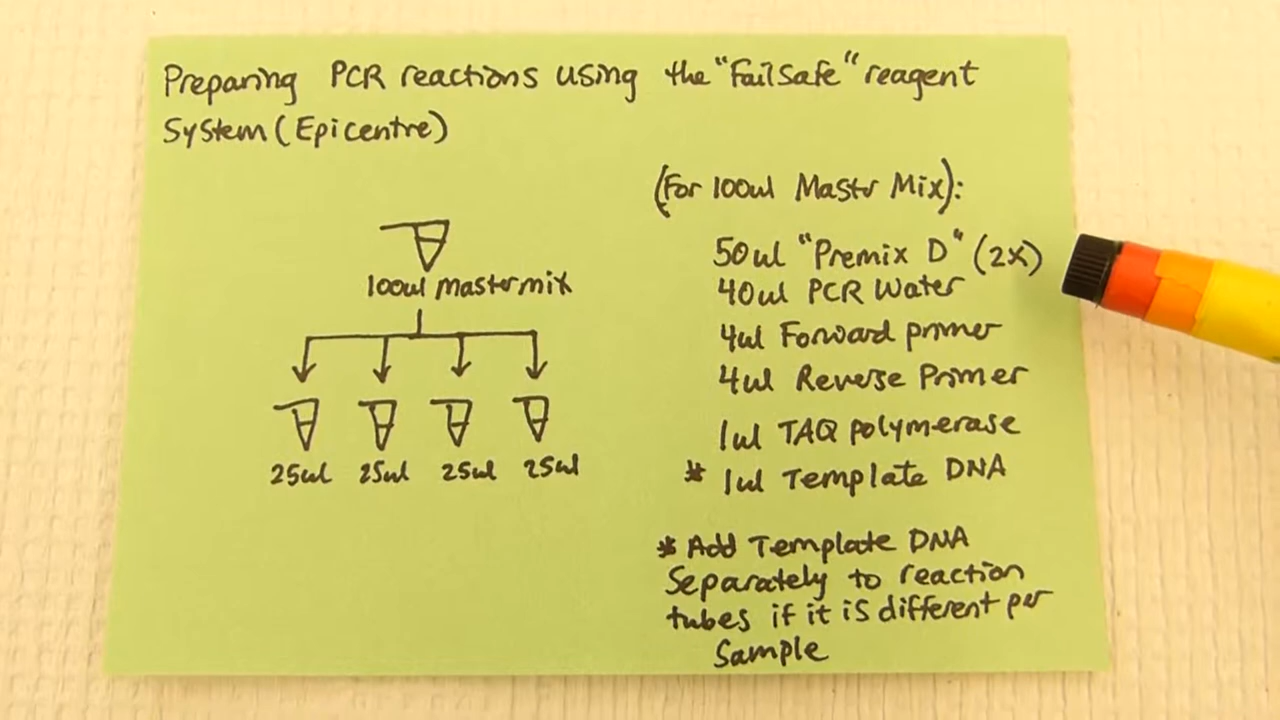 Preparing PCR reactions using the "FailSafe" reagent
System (Epicentre)
100ul mastermix
25ul 25ul 25ul 25ul
(For 100ul Mastr Mix):
50ul "Premix D" (2x)
40ul PCR Water
4ul Forward primer
4ul Reverse Primer
1ul TAQ polymerase
* 1ul Template DNA
* Add Template DNA
Separately to reaction
tubes if it is different per
Sample